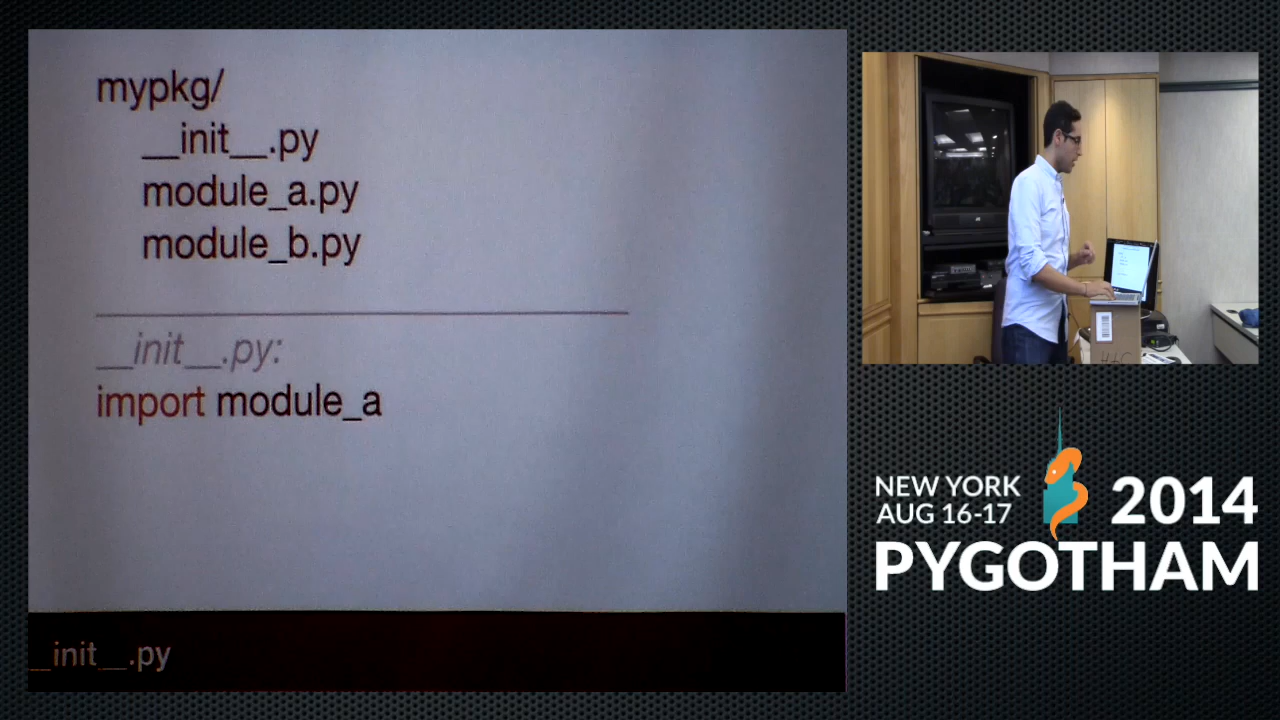 mypkg/
__init__.py
module_a.py
module_b.py
__init__.py:
import module_a
__init__.py
NEW YORK
AUG 16-17
2014
PYGOTHAM